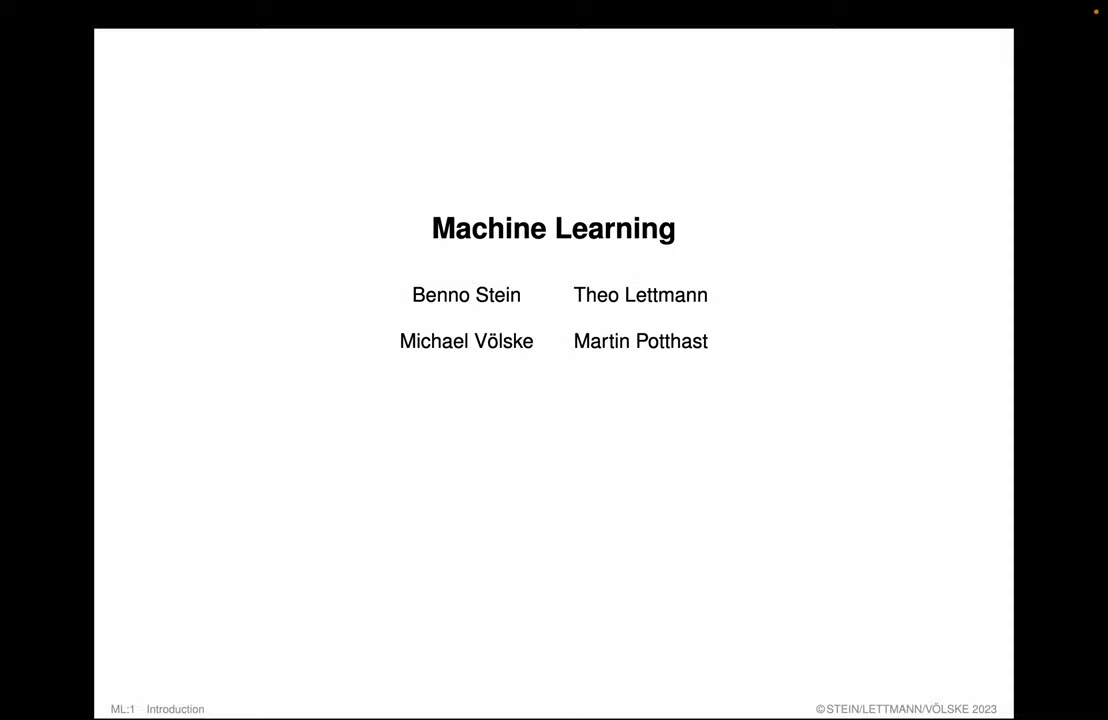 Machine Learning
Benno Stein Theo Lettmann
Michael Völske Martin Potthast
ML:1 Introduction ©STEIN/LETTMANN/VÖLSKE 2023